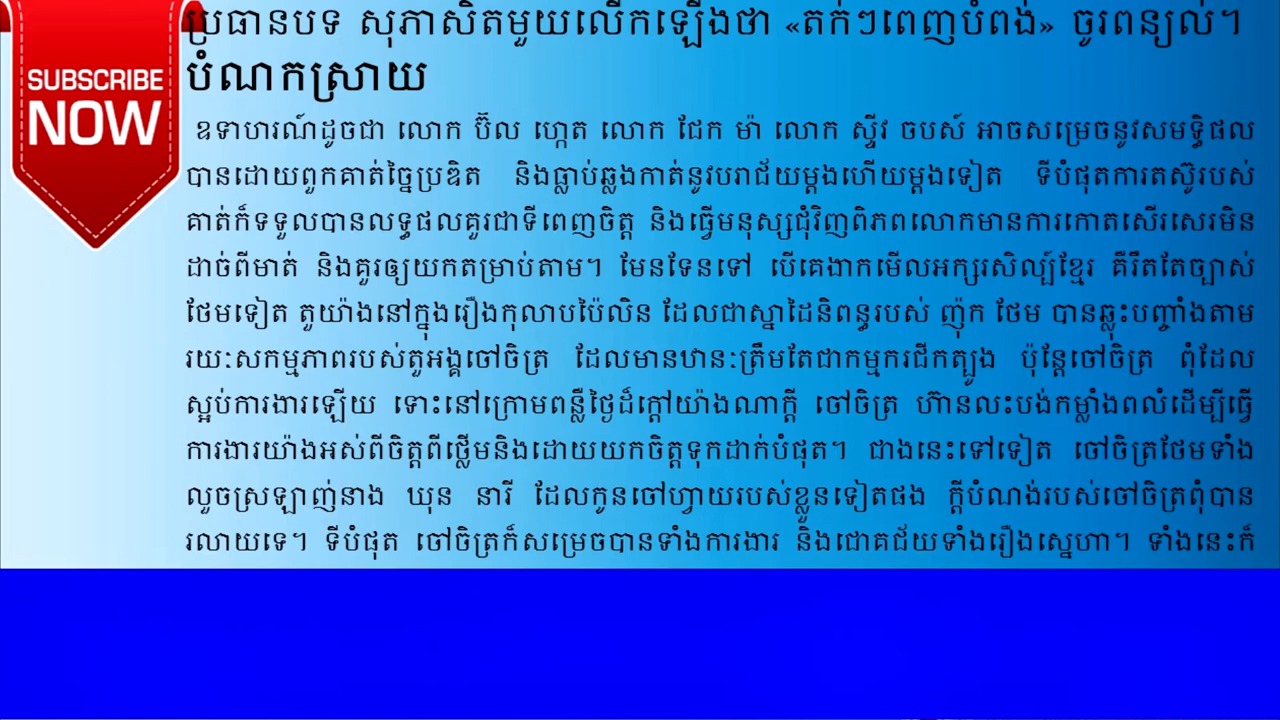 ប្រធានបទ សុភាសិតមួយលើកឡើងថា «តក់ៗពេញបំពង់» ចូរពន្យល់។
SUBSCRIBE
NOW
បំណកស្រាយ
ឧទាហរណ៍ដូចជា លោក ប៊ីល ហ្កេត លោក ជែក ម៉ា លោក ស្ទីវ ចបស៍ អាចសម្រេចនូវសមទ្ធិផល
បានដោយពួកគាត់ច្នៃប្រឌិត និងធ្លាប់ឆ្លងកាត់នូវបរាជ័យម្ដងហើយម្ដងទៀត ទីបំផុតការតស៊ូរបស់
គាត់ក៏ទទួលបានលទ្ធផលគួរជាទីពេញចិត្ត និងធ្វើមនុស្សជុំវិញពិភពលោកមានការកោតសើរសេរមិន
ដាច់ពីមាត់ និងគួរឲ្យយកតម្រាប់តាម។ មែនទែនទៅ បើគេងាកមើលអក្សរសិល្ប៍ខ្មែរ គឺរឹតតែច្បាស់
ថែមទៀត តួយ៉ាងនៅក្នុងរឿងកុលាបប៉ៃលិន ដែលជាស្នាដៃនិពន្ធរបស់ ញ៉ុក ថែម បានឆ្លុះបញ្ចាំងតាម
រយៈសកម្មភាពរបស់តួអង្គចៅចិត្រ ដែលមានឋានៈត្រឹមតែជាកម្មករជីកត្បូង ប៉ុន្តែចៅចិត្រ ពុំដែល
ស្អប់ការងារឡើយ ទោះនៅក្រោមពន្លឺថ្ងៃដ៏ក្ដៅយ៉ាងណាក្ដី ចៅចិត្រ ហ៊ានលះបង់កម្លាំងពលំដើម្បីធ្វើ
ការងារយ៉ាងអស់ពីចិត្តពីថ្លើមនិងដោយយកចិត្តទុកដាក់បំផុត។ ជាងនេះទៅទៀត ចៅចិត្រថែមទាំង
លួចស្រឡាញ់នាង ឃុន នារី ដែលកូនចៅហ្វាយរបស់ខ្លួនទៀតផង ក្ដីបំណង់របស់ចៅចិត្រពុំបាន
រលាយទេ។ ទីបំផុត ចៅចិត្រក៏សម្រេចបានទាំងការងារ និងជោគជ័យទាំងរឿងស្នេហា។ ទាំងនេះក៏